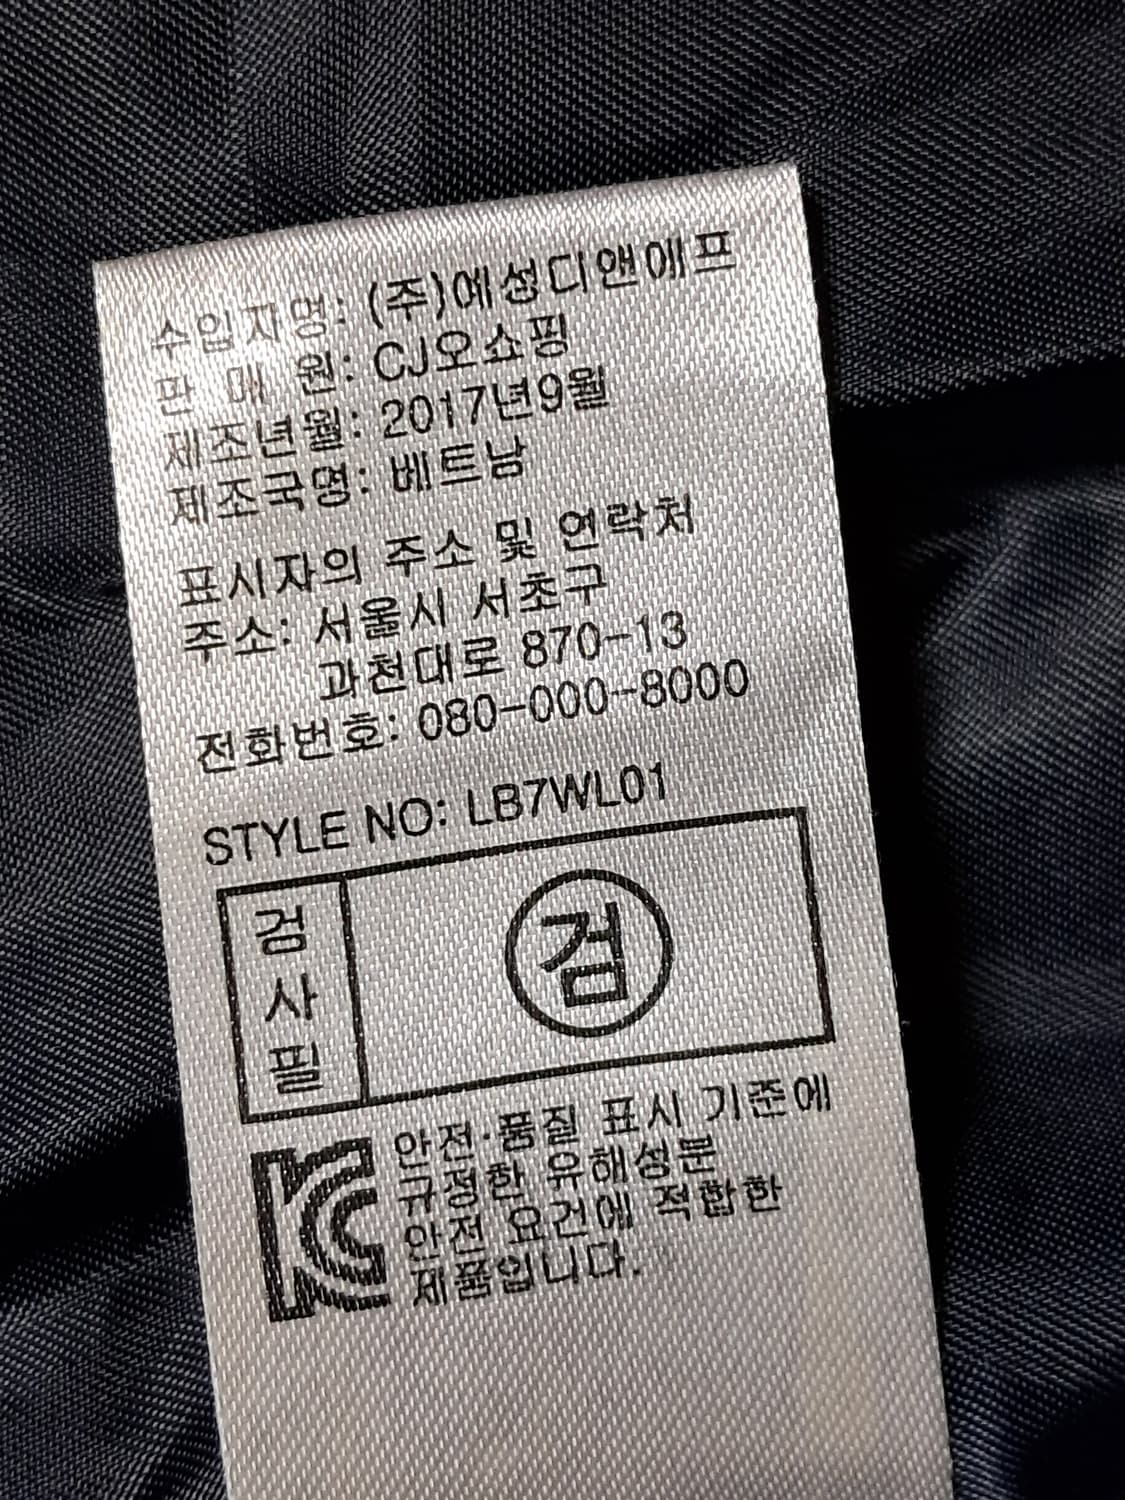 수입자명: (주)예성디앤에프
판 매 원: CJ오쇼핑
제조년월: 2017년9월
제조국명: 베트남
표시자의 주소 및 연락처
주소: 서울시 서초구
과천대로 870-13
전화번호: 080-000-8000
STYLE NO: LB7WL01
검사필
검
KC
안전·품질 표시 기준에
규정한 유해성분
안전 요건에 적합한
제품입니다.